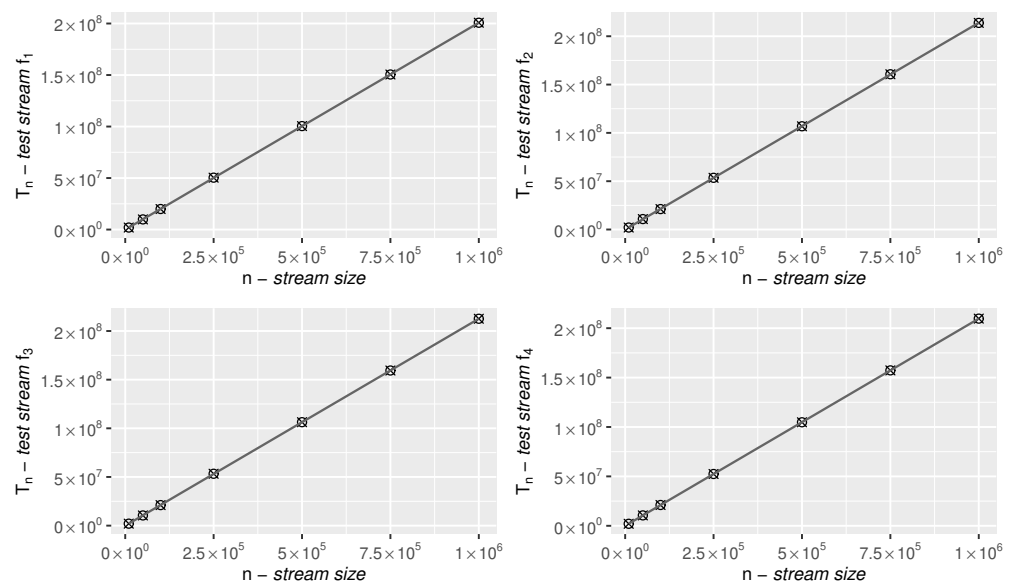 2×10⁸
1.5×10⁸
1×10⁸
5×10⁷
0×10⁰
Tₙ − test stream f₁
0×10⁰ 2.5×10⁵ 5×10⁵ 7.5×10⁵ 1×10⁶
n − stream size
2×10⁸
1.5×10⁸
1×10⁸
5×10⁷
0×10⁰
Tₙ − test stream f₂
0×10⁰ 2.5×10⁵ 5×10⁵ 7.5×10⁵ 1×10⁶
n − stream size
2×10⁸
1.5×10⁸
1×10⁸
5×10⁷
0×10⁰
Tₙ − test stream f₃
0×10⁰ 2.5×10⁵ 5×10⁵ 7.5×10⁵ 1×10⁶
n − stream size
2×10⁸
1.5×10⁸
1×10⁸
5×10⁷
0×10⁰
Tₙ − test stream f₄
0×10⁰ 2.5×10⁵ 5×10⁵ 7.5×10⁵ 1×10⁶
n − stream size